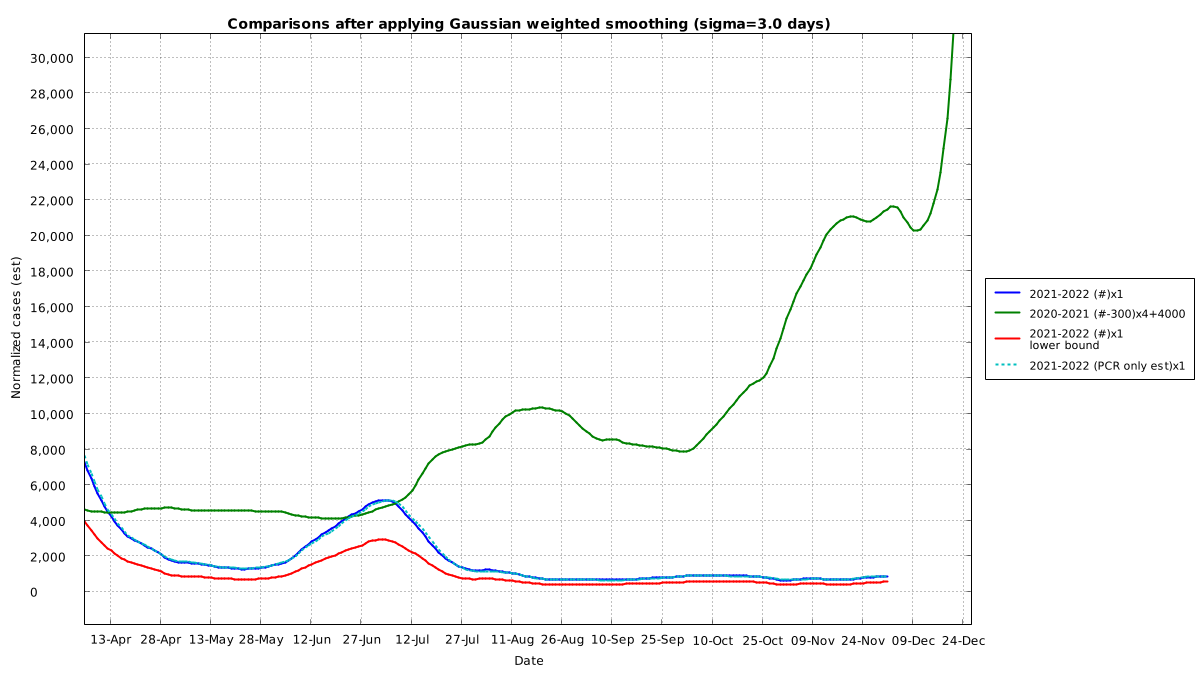 Comparisons after applying Gaussian weighted smoothing (sigma=3.0 days)
Normalized cases (est)
30,000
28,000
26,000
24,000
22,000
20,000
18,000
16,000
14,000
12,000
10,000
8,000
6,000
4,000
2,000
0
13-Apr 28-Apr 13-May 28-May 12-Jun 27-Jun 12-Jul 27-Jul 11-Aug 26-Aug 10-Sep 25-Sep 10-Oct 25-Oct 09-Nov 24-Nov 09-Dec 24-Dec
Date
2021-2022 (#)x1
2020-2021 (#-300)x4+4000
2021-2022 (#)x1
lower bound
2021-2022 (PCR only est)x1